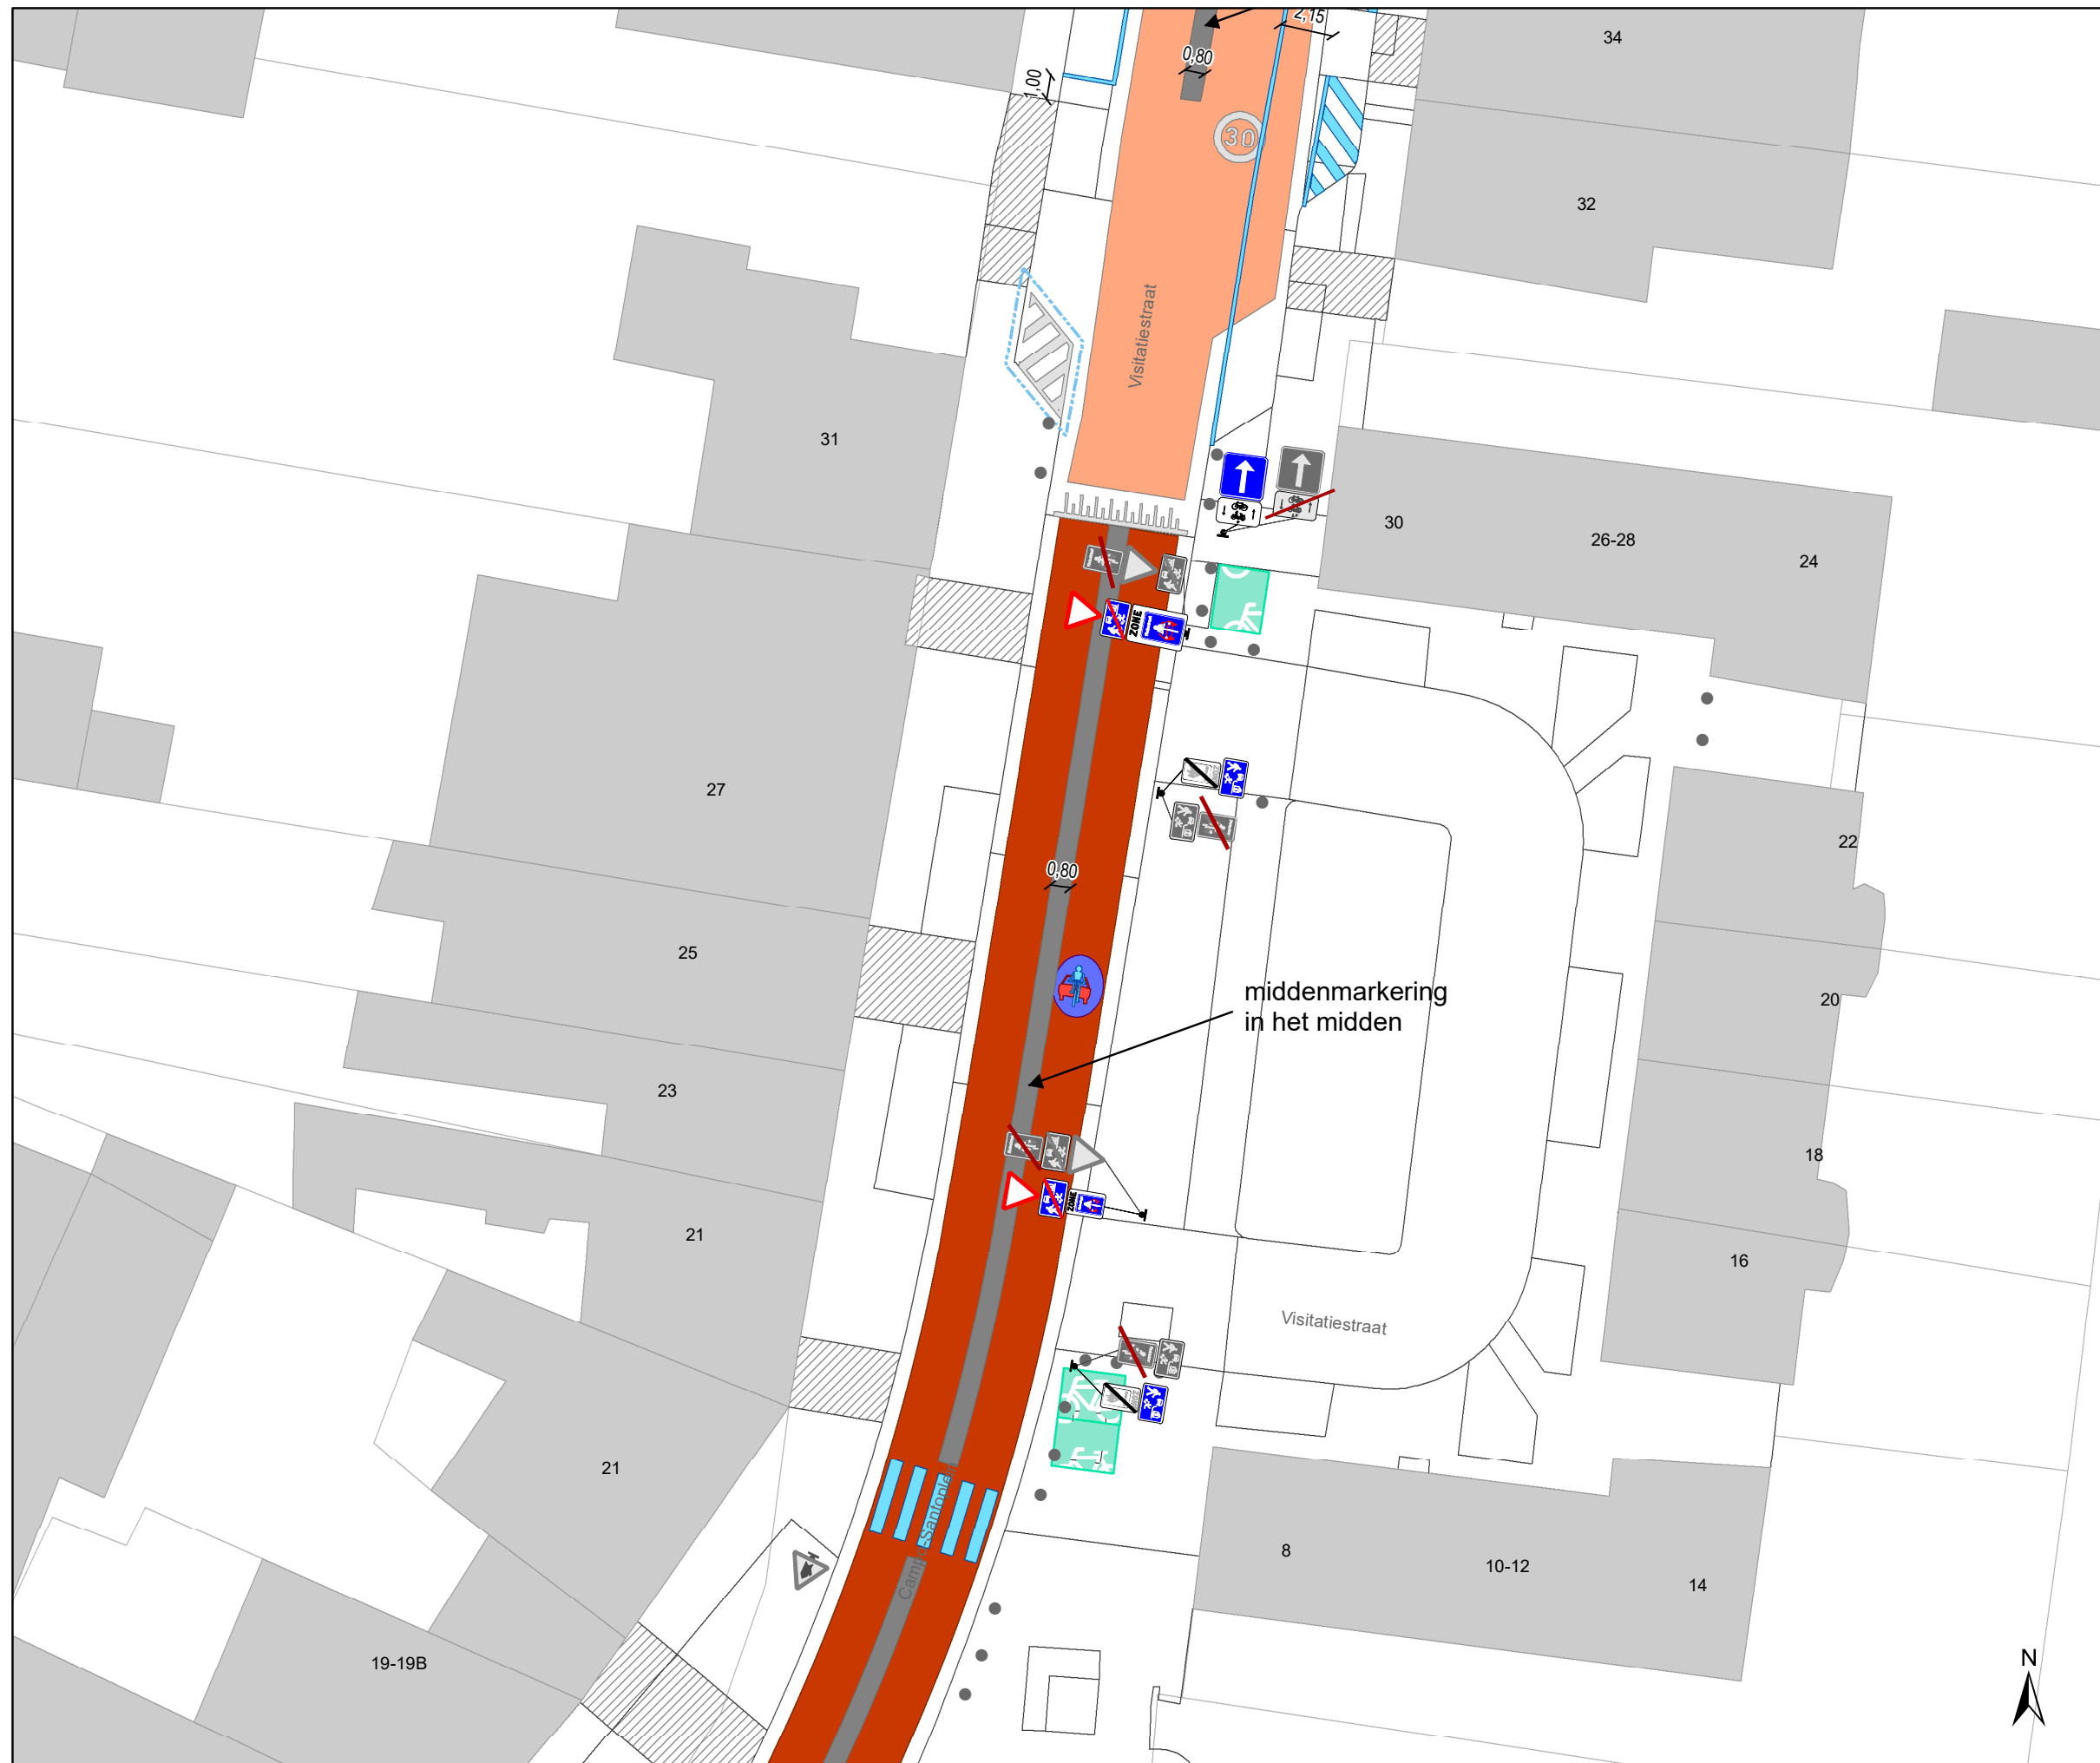 34
2,15
0,80
1,00
30
32
Visitatiestraat
31
30
26-28
24
ZONE
27
22
0,80
25
middenmarkering
in het midden
20
23
18
ZONE
21
16
Visitatiestraat
21
8
10-12
14
19-19B
N